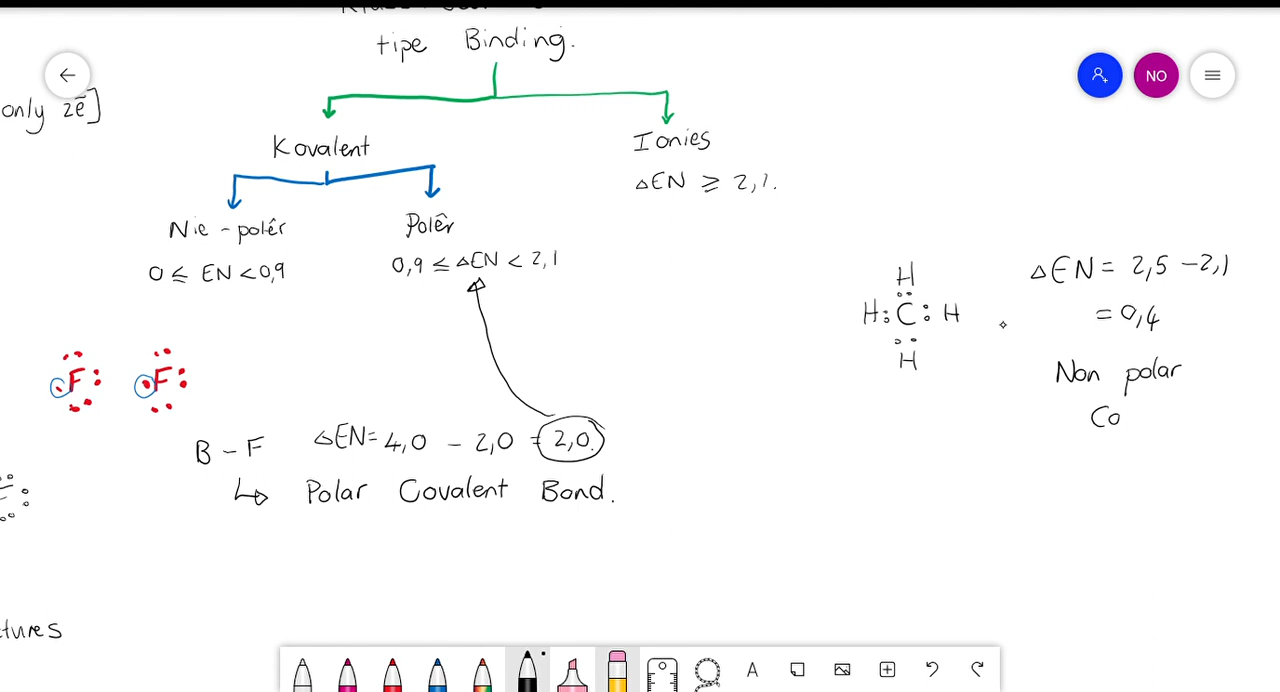 tipe Binding.
only 2ē]
Kovalent
Ionies
ΔEN ⩾ 2,1.
Nie-polêr
Polêr
0 ⩽ EN < 0,9
0,9 ⩽ ΔEN < 2,1
H
H:C:H
H
ΔEN = 2,5 - 2,1
= 0,4
Non polar
Co
F F
B - F ΔEN = 4,0 - 2,0 = 2,0.
↳ Polar Covalent Bond.
tures
NO
A